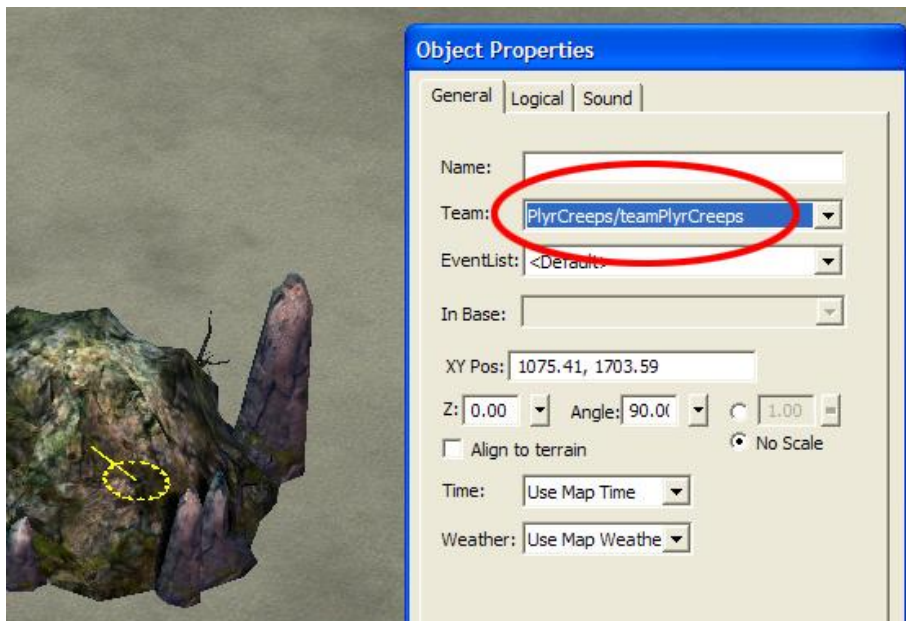 Object Properties
General Logical Sound
Name:
Team: PlyrCreeps/teamPlyrCreeps
EventList: <Default>
In Base:
XY Pos: 1075.41, 1703.59
Z: 0.00 Angle: 90.0( 1.00
Align to terrain No Scale
Time: Use Map Time
Weather: Use Map Weathe